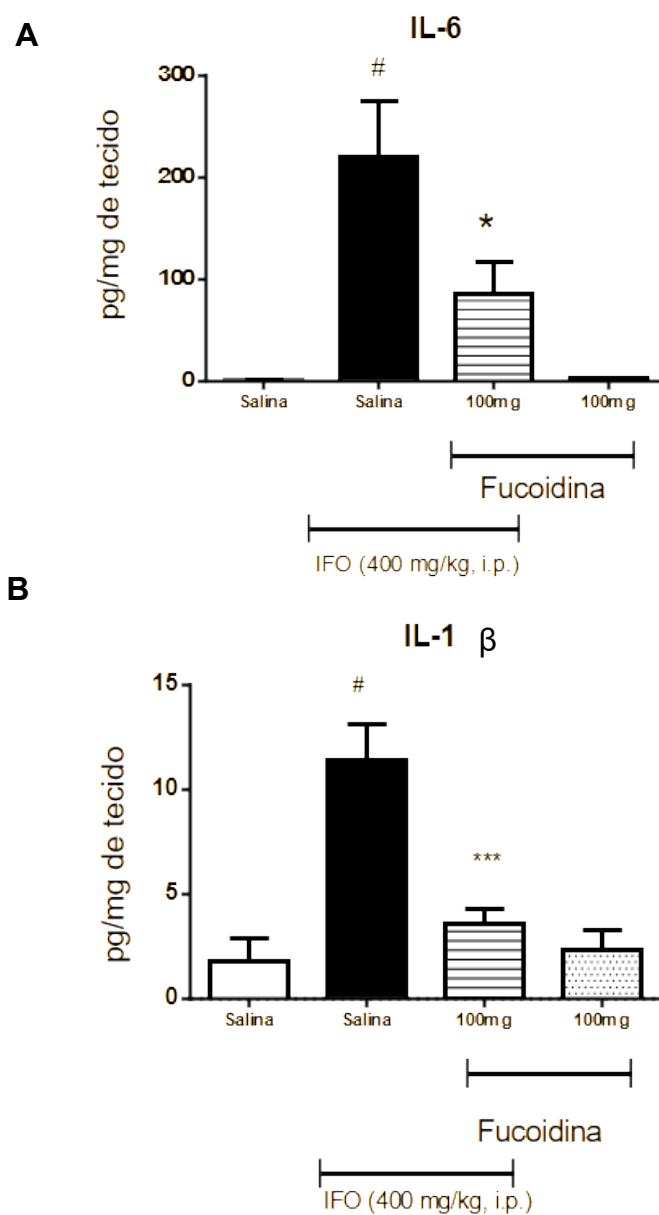 A
IL-6
#
300
200
*
100
0
pg/mg de tecido
Salina Salina 100mg 100mg
Fucoidina
IFO (400 mg/kg, i.p.)
B
IL-1 β
15
#
10
***
5
0
pg/mg de tecido
Salina Salina 100mg 100mg
Fucoidina
IFO (400 mg/kg, i.p.)